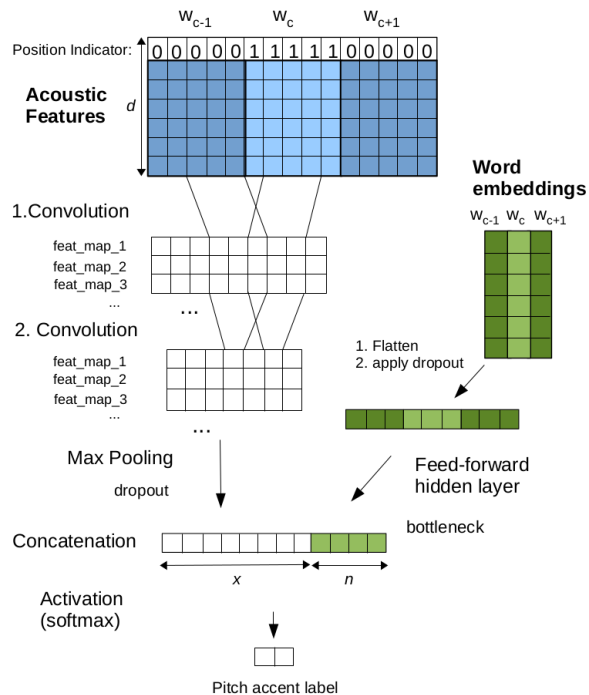 w_{c-1} w_c w_{c+1}
Position Indicator: 0 0 0 0 0 1 1 1 1 1 0 0 0 0 0
Acoustic
Features
d
Word
embeddings
w_{c-1} w_c w_{c+1}
1.Convolution
feat_map_1
feat_map_2
feat_map_3
...
...
2. Convolution
feat_map_1
feat_map_2
feat_map_3
...
...
1. Flatten
2. apply dropout
Max Pooling
dropout
Feed-forward
hidden layer
bottleneck
Concatenation
x
n
Activation
(softmax)
Pitch accent label